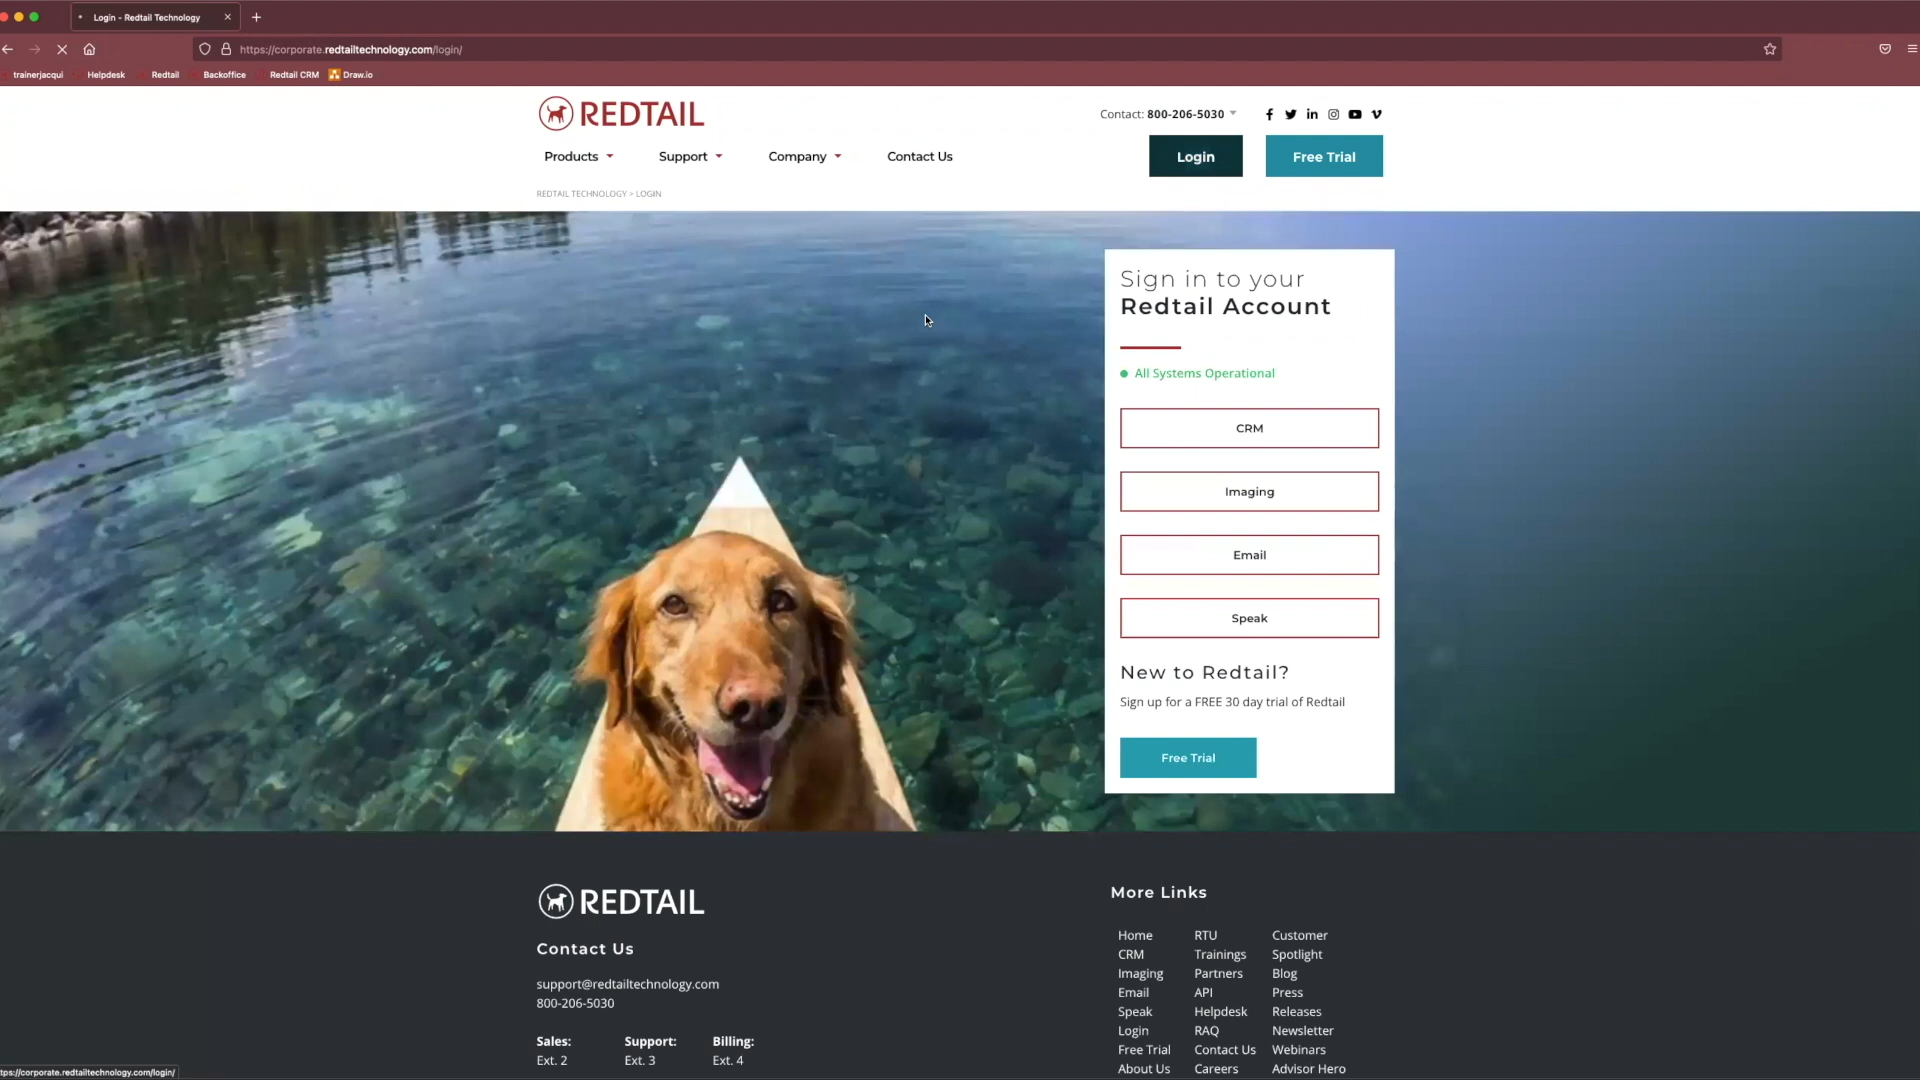 Login - Redtail Technology
https://corporate.redtailtechnology.com/login/
trainerjacqui Helpdesk Redtail Backoffice Redtail CRM Draw.io
REDTAIL
Contact: 800-206-5030
Products Support Company Contact Us
Login Free Trial
REDTAIL TECHNOLOGY > LOGIN
Sign in to your
Redtail Account
All Systems Operational
CRM
Imaging
Email
Speak
New to Redtail?
Sign up for a FREE 30 day trial of Redtail
Free Trial
REDTAIL
Contact Us
support@redtailtechnology.com
800-206-5030
Sales: Support: Billing:
Ext. 2 Ext. 3 Ext. 4
More Links
Home RTU Customer
CRM Trainings Spotlight
Imaging Partners Blog
Email API Press
Speak Helpdesk Releases
Login RAQ Newsletter
Free Trial Contact Us Webinars
About Us Careers Advisor Hero
tps://corporate.redtailtechnology.com/login/